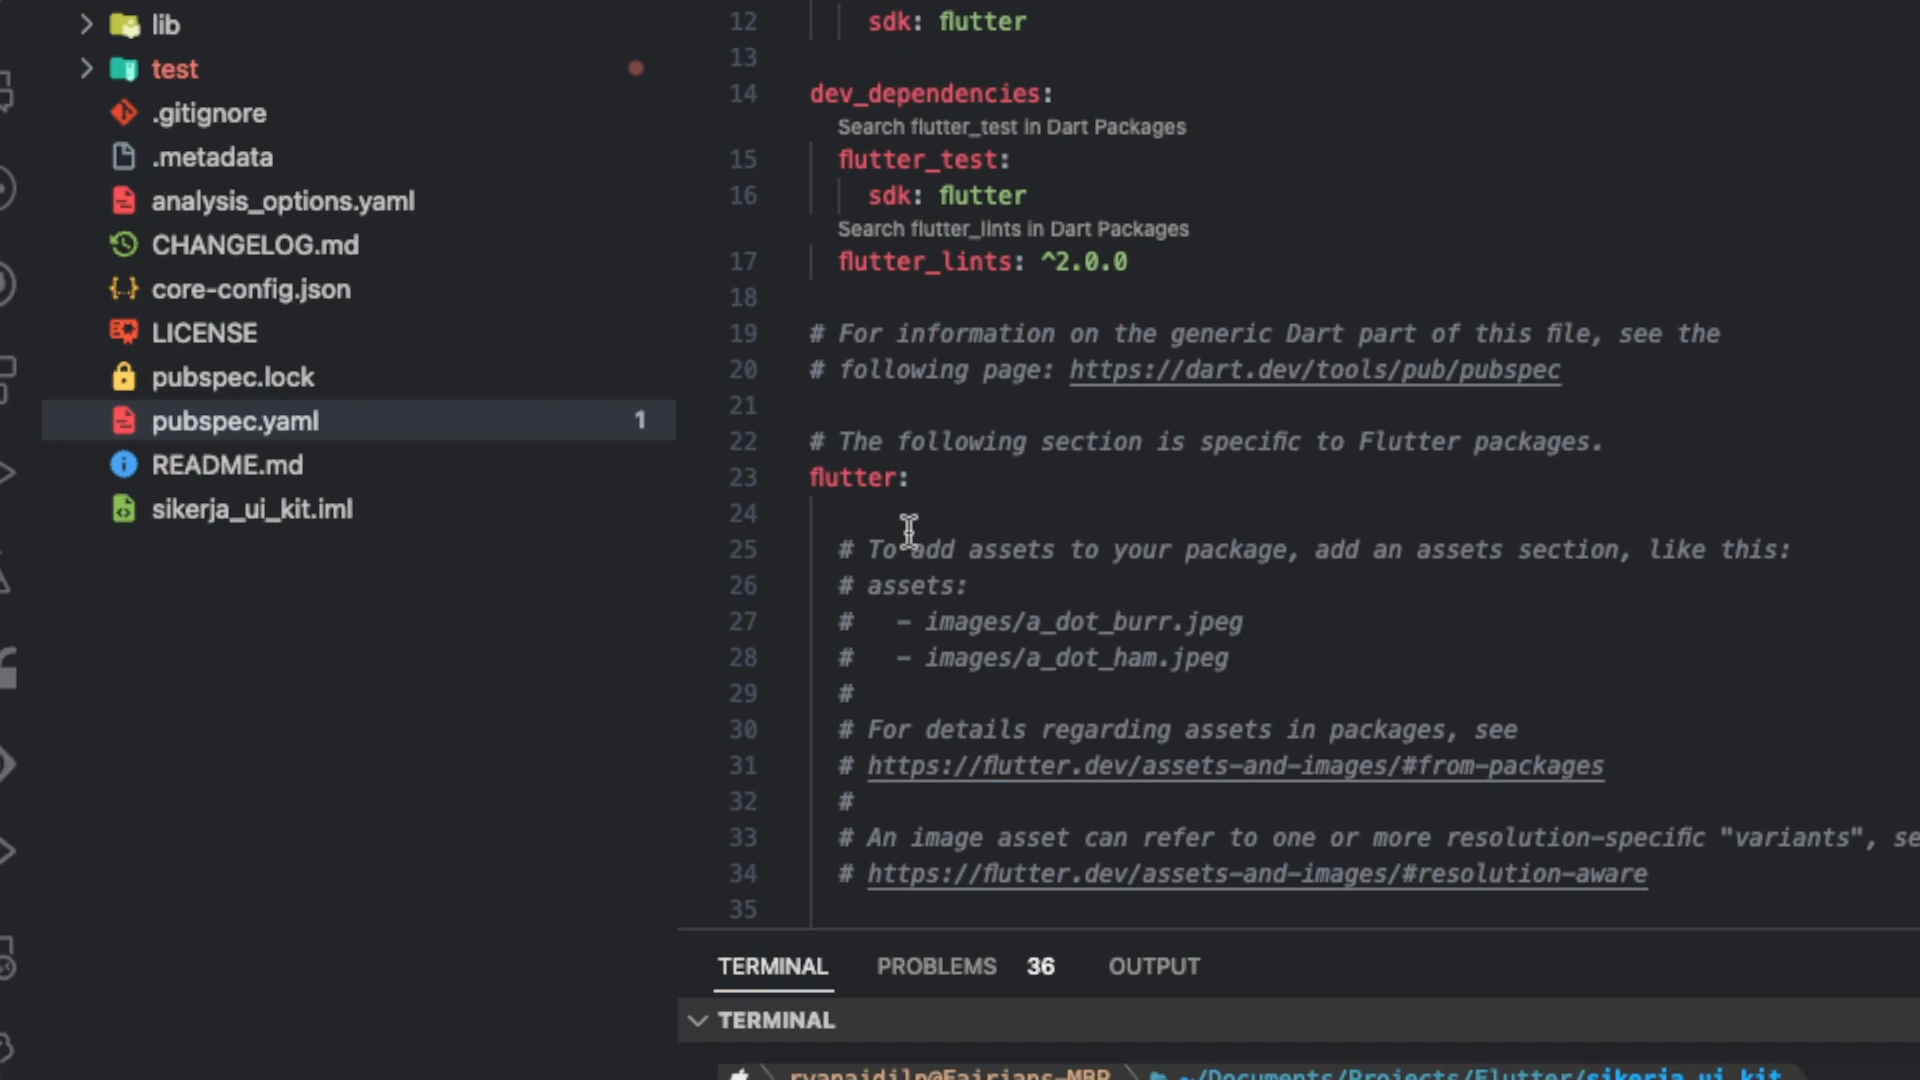 lib
test
.gitignore
.metadata
analysis_options.yaml
CHANGELOG.md
core-config.json
LICENSE
pubspec.lock
pubspec.yaml 1
README.md
sikerja_ui_kit.iml
12 sdk: flutter
13
14 dev_dependencies:
Search flutter_test in Dart Packages
15 flutter_test:
16 sdk: flutter
Search flutter_lints in Dart Packages
17 flutter_lints: ^2.0.0
18
19 # For information on the generic Dart part of this file, see the
20 # following page: https://dart.dev/tools/pub/pubspec
21
22 # The following section is specific to Flutter packages.
23 flutter:
24
25 # To add assets to your package, add an assets section, like this:
26 # assets:
27 # - images/a_dot_burr.jpeg
28 # - images/a_dot_ham.jpeg
29 #
30 # For details regarding assets in packages, see
31 # https://flutter.dev/assets-and-images/#from-packages
32 #
33 # An image asset can refer to one or more resolution-specific "variants", se
34 # https://flutter.dev/assets-and-images/#resolution-aware
35
TERMINAL PROBLEMS 36 OUTPUT
TERMINAL
~/Documents/Projects/Flutter/sikerja_ui_kit